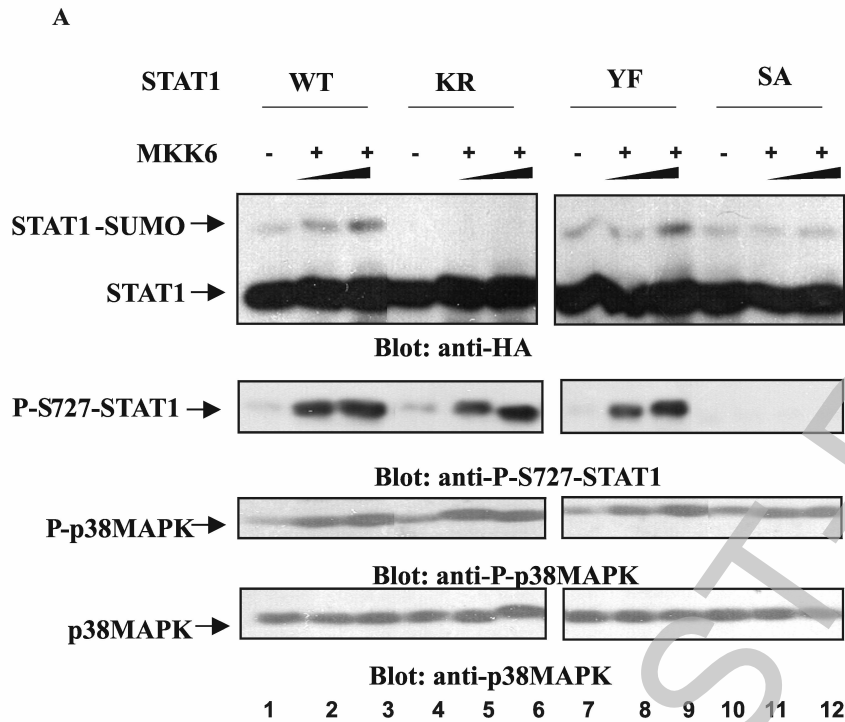 A
STAT1 WT KR YF SA
MKK6 - + + - + + - + + - + +
STAT1-SUMO
STAT1
Blot: anti-HA
P-S727-STAT1
Blot: anti-P-S727-STAT1
P-p38MAPK
Blot: anti-P-p38MAPK
p38MAPK
Blot: anti-p38MAPK
1 2 3 4 5 6 7 8 9 10 11 12